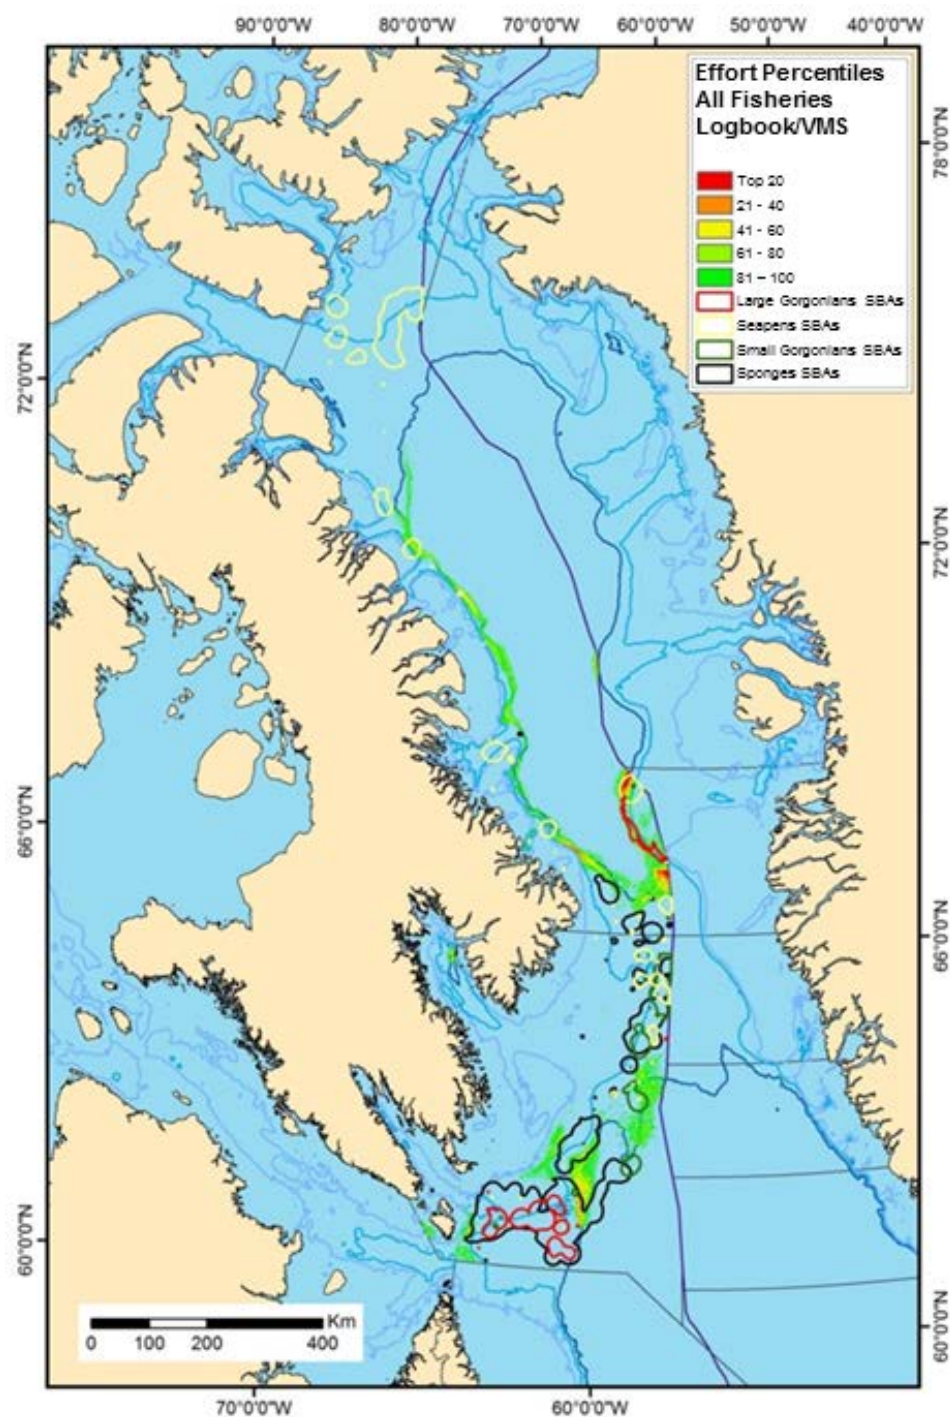 90°0'0"W 80°0'0"W 70°0'0"W 60°0'0"W 50°0'0"W 40°0'0"W
Effort Percentiles
All Fisheries
Logbook/VMS
Top 20
21 - 40
41 - 60
61 - 80
81 – 100
Large Gorgonians SBAs
Seapens SBAs
Small Gorgonians SBAs
Sponges SBAs
78°0'0"N
72°0'0"N
72°0'0"N
66°0'0"N
66°0'0"N
60°0'0"N
60°0'0"N
Km
0 100 200 400
70°0'0"W 60°0'0"W